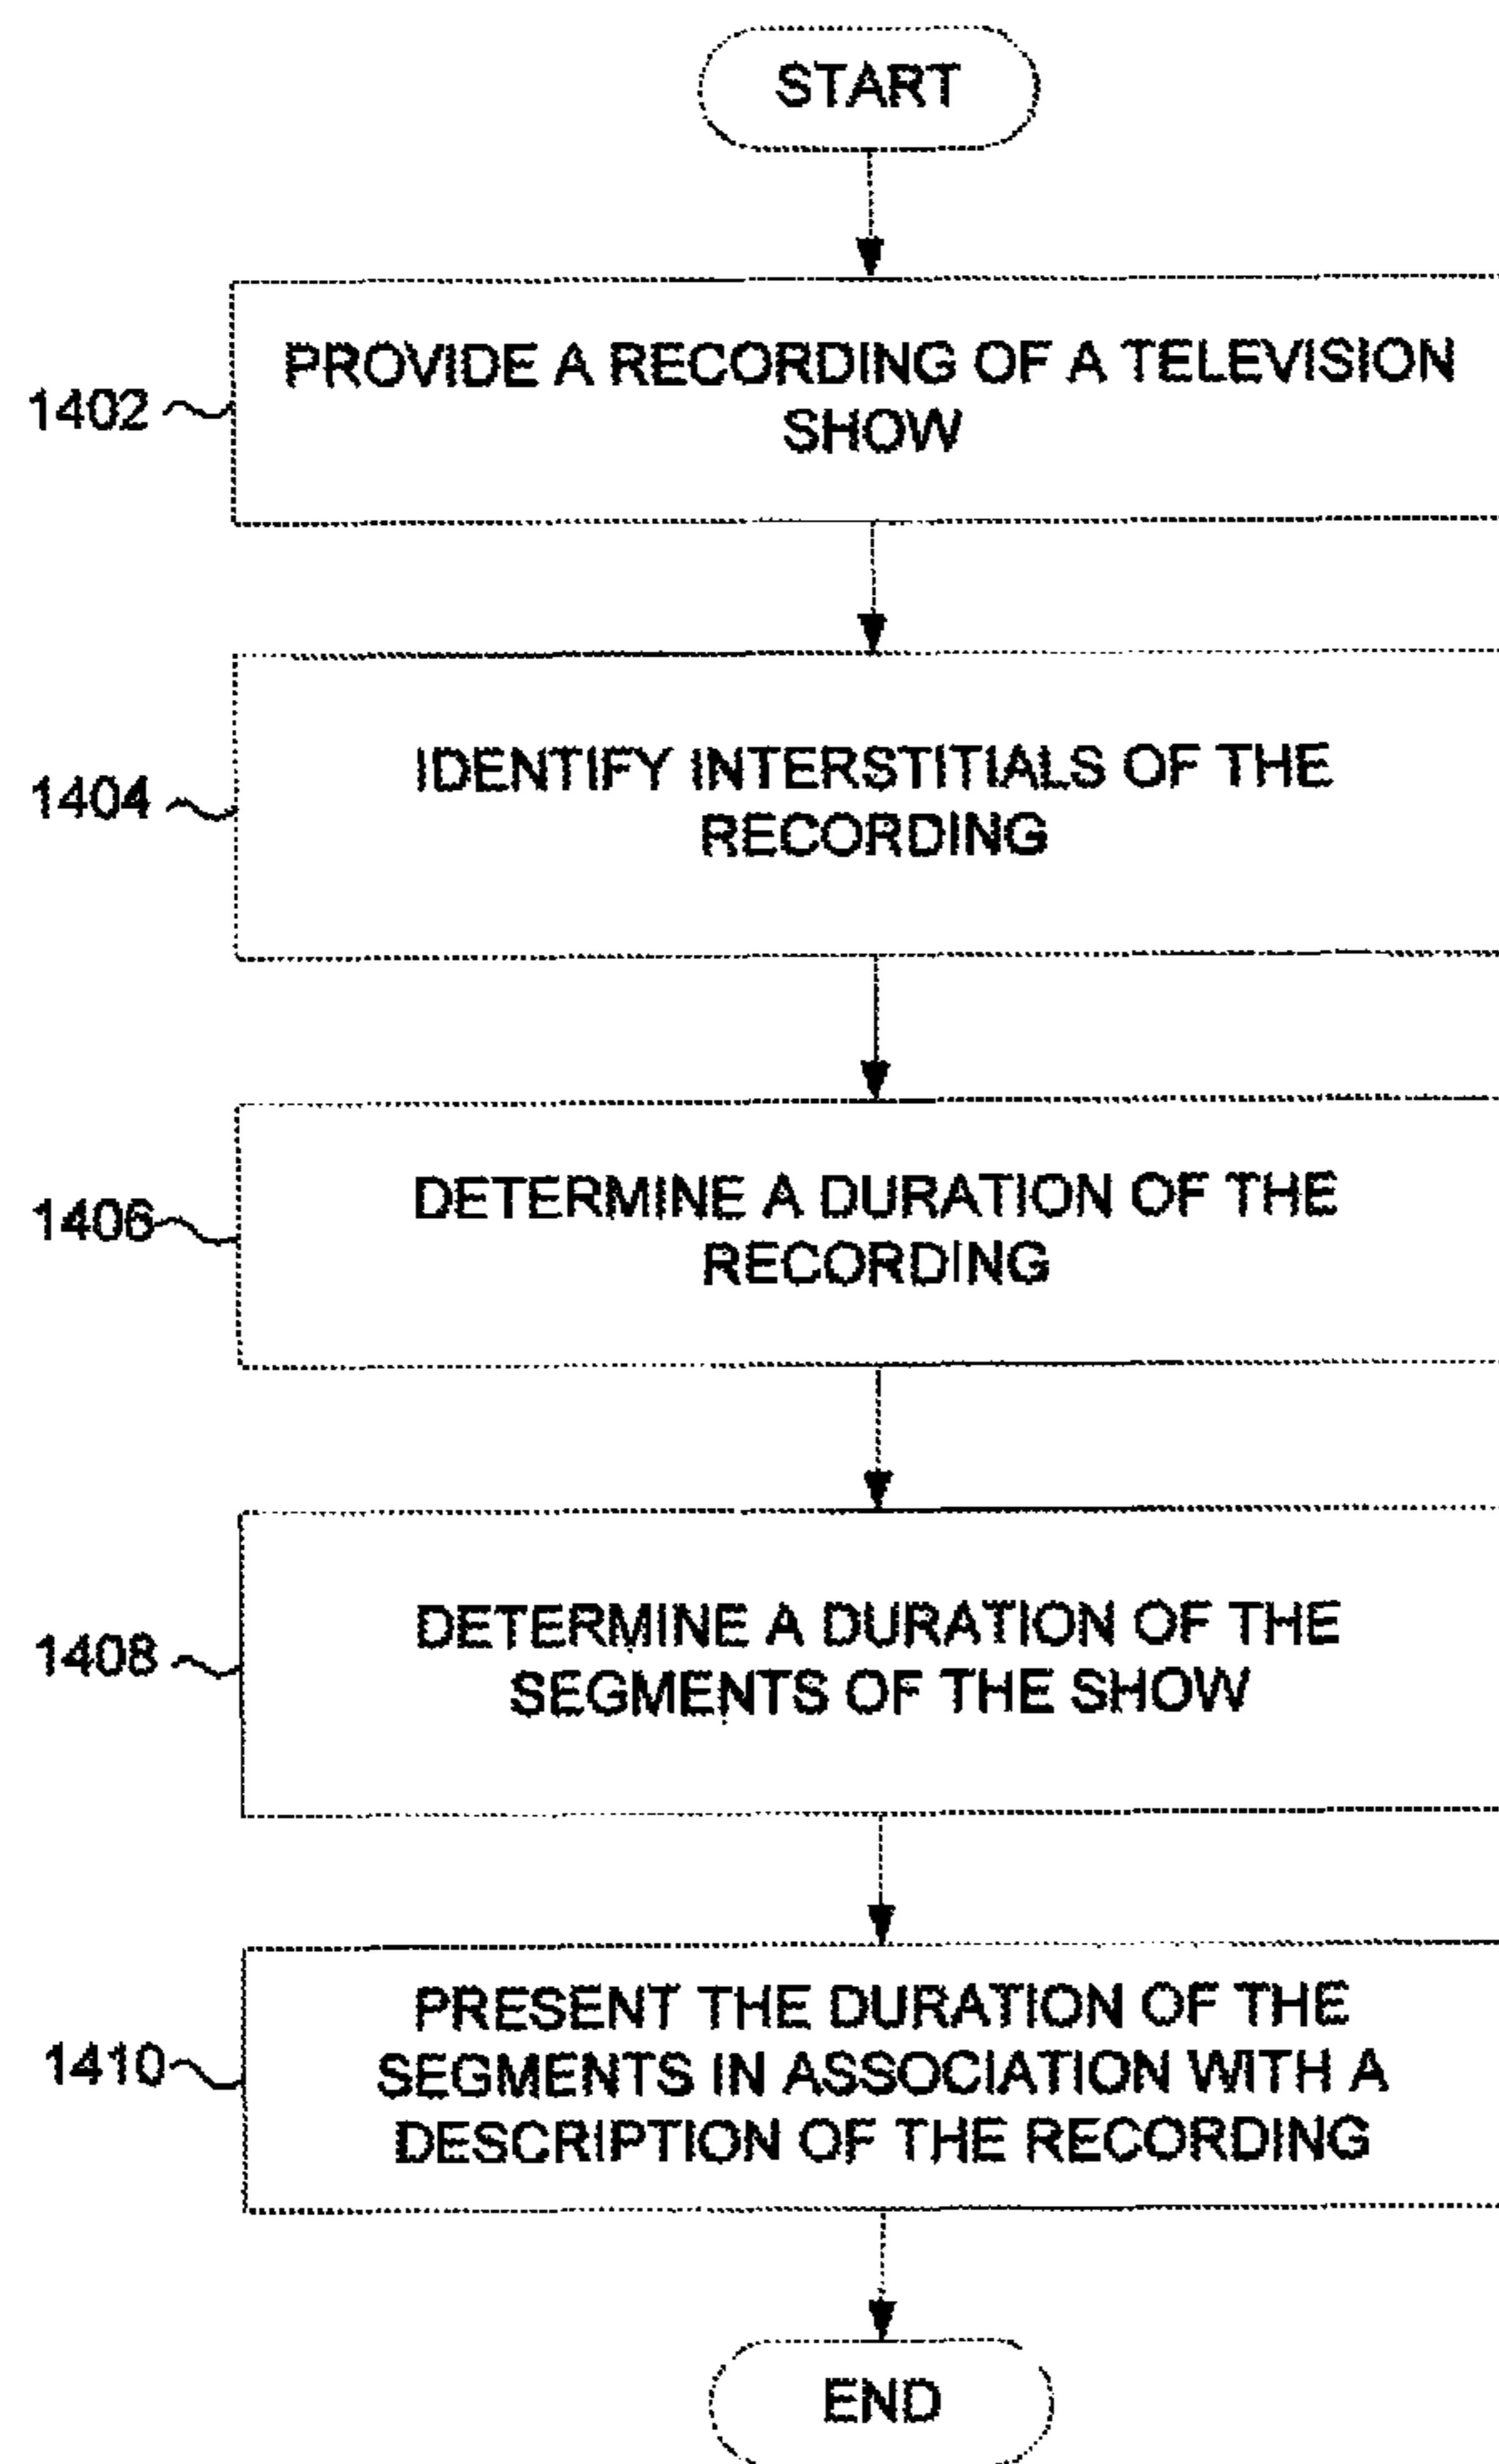 START
1402
PROVIDE A RECORDING OF A TELEVISION
SHOW
1404
IDENTIFY INTERSTITIALS OF THE
RECORDING
1406
DETERMINE A DURATION OF THE
RECORDING
1408
DETERMINE A DURATION OF THE
SEGMENTS OF THE SHOW
1410
PRESENT THE DURATION OF THE
SEGMENTS IN ASSOCIATION WITH A
DESCRIPTION OF THE RECORDING
END